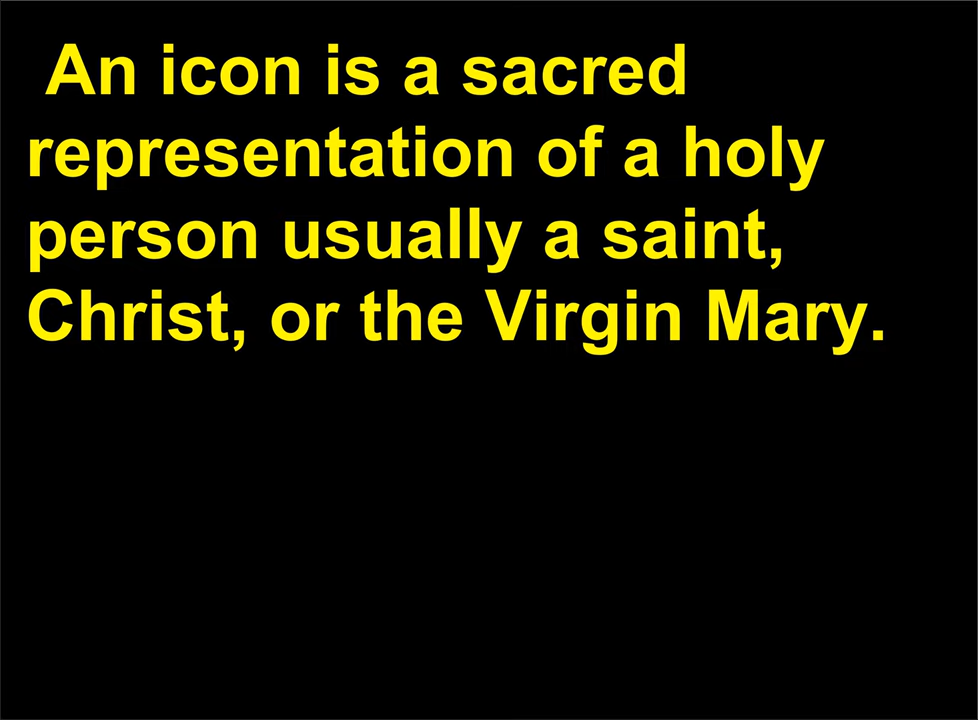 An icon is a sacred
representation of a holy
person usually a saint,
Christ, or the Virgin Mary.